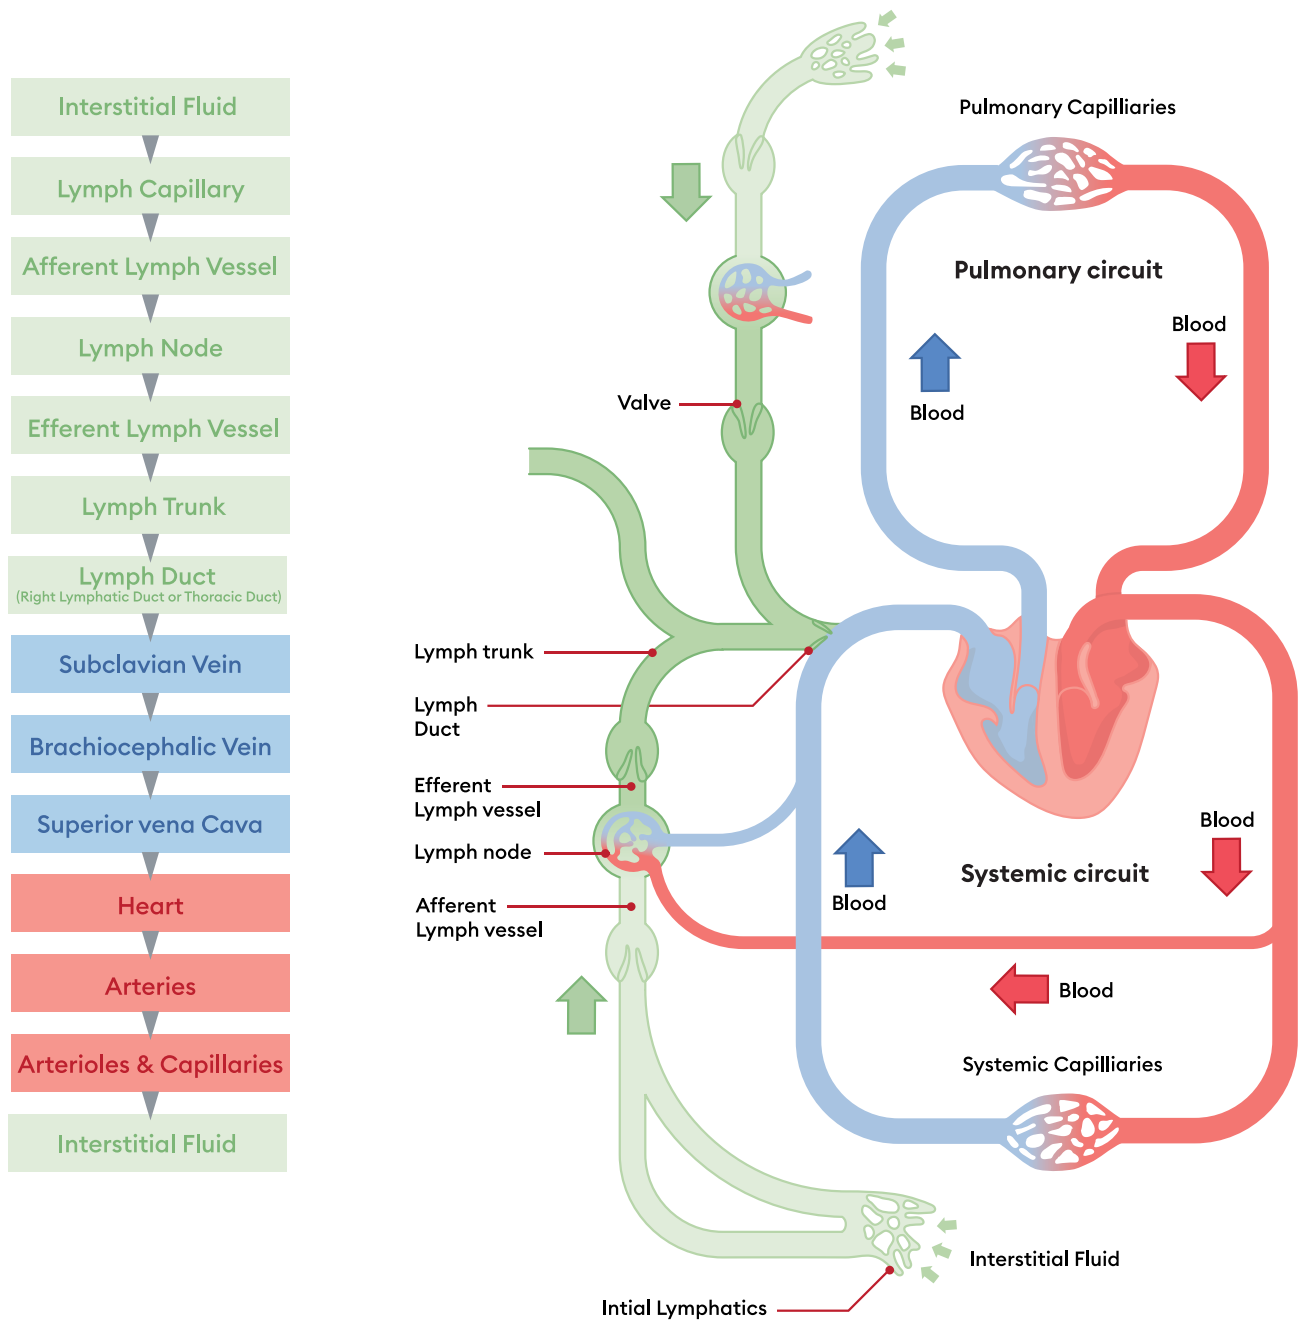 Interstitial Fluid
Lymph Capillary
Afferent Lymph Vessel
Lymph Node
Efferent Lymph Vessel
Lymph Trunk
Lymph Duct
(Right Lymphatic Duct or Thoracic Duct)
Subclavian Vein
Brachiocephalic Vein
Superior vena Cava
Heart
Arteries
Arterioles & Capillaries
Interstitial Fluid
Pulmonary Capilliaries
Pulmonary circuit
Blood
Blood
Valve
Lymph trunk
Lymph
Duct
Efferent
Lymph vessel
Lymph node
Afferent
Lymph vessel
Blood
Systemic circuit
Blood
Blood
Systemic Capilliaries
Interstitial Fluid
Intial Lymphatics